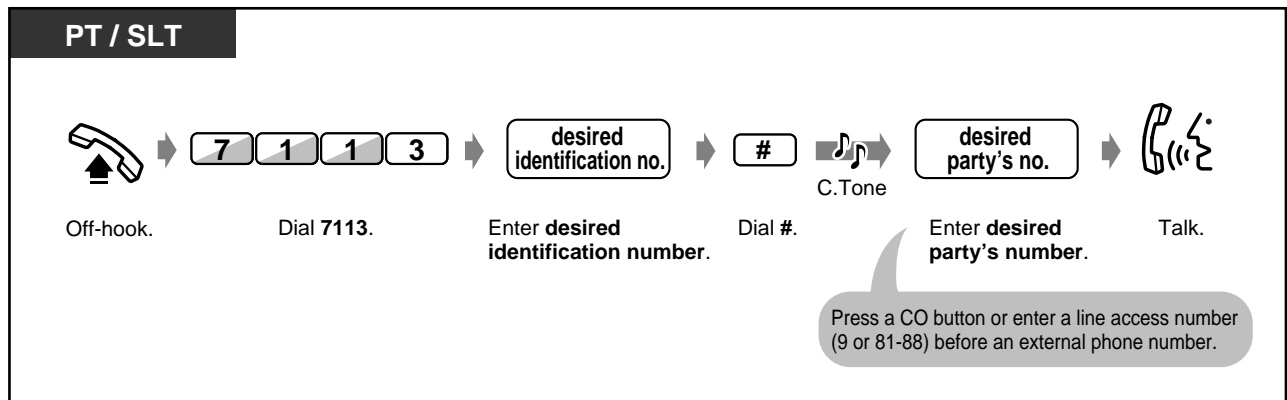 PT / SLT
7 1 1 3
desired
identification no.
#
C.Tone
desired
party's no.
Off-hook.
Dial 7113.
Enter desired
identification number.
Dial #.
Enter desired
party's number.
Talk.
Press a CO button or enter a line access number
(9 or 81-88) before an external phone number.